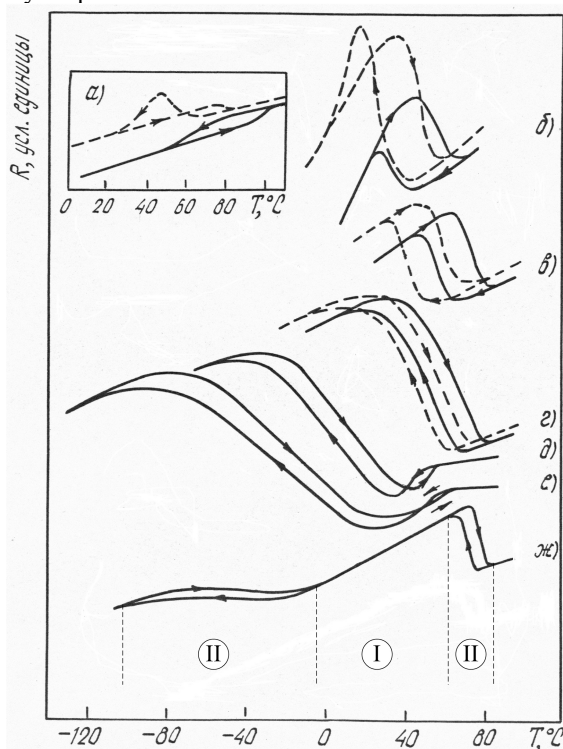 R, усл. единицы
а)
0 20 40 60 80 T,°C
б)
в)
г)
д)
е)
ж)
II I II
-120 -80 -40 0 40 80 T,°C